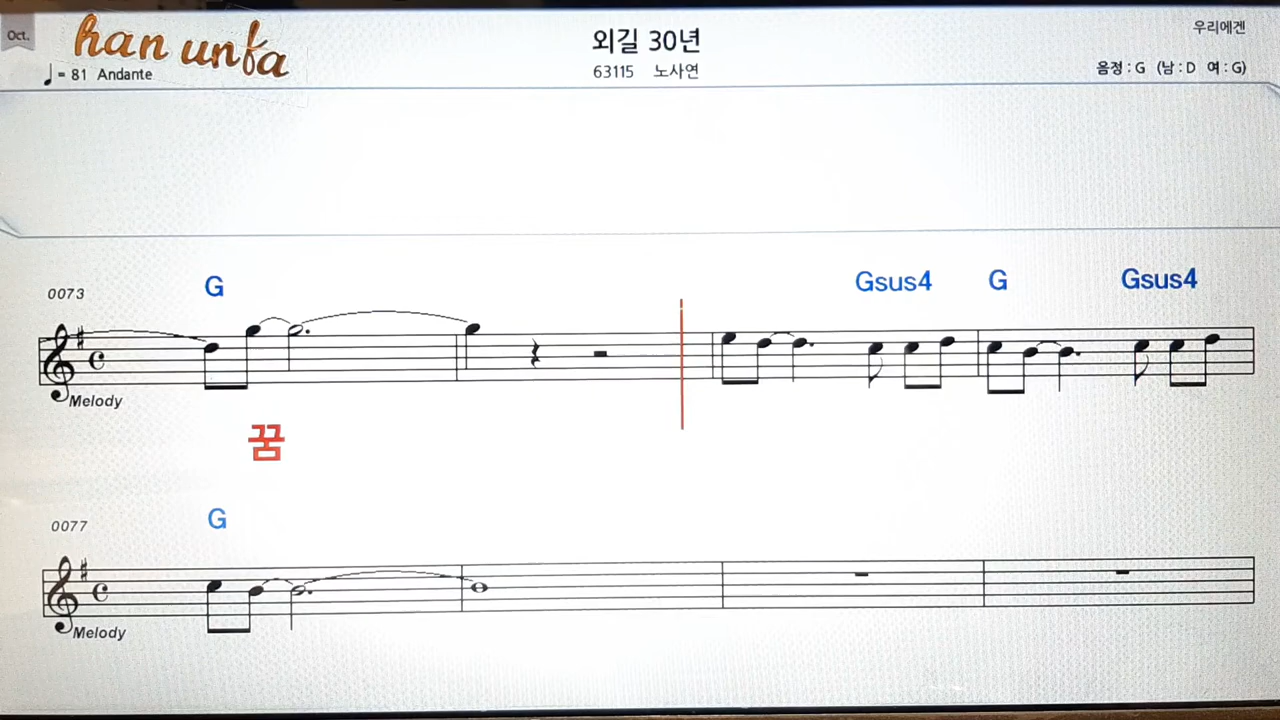 Oct.
han unfa
우리에겐
외길 30년
♩= 81 Andante
63115 노사연
음정 : G (남 : D 여 : G)
G Gsus4 G Gsus4
0073
Melody
꿈
G
0077
Melody